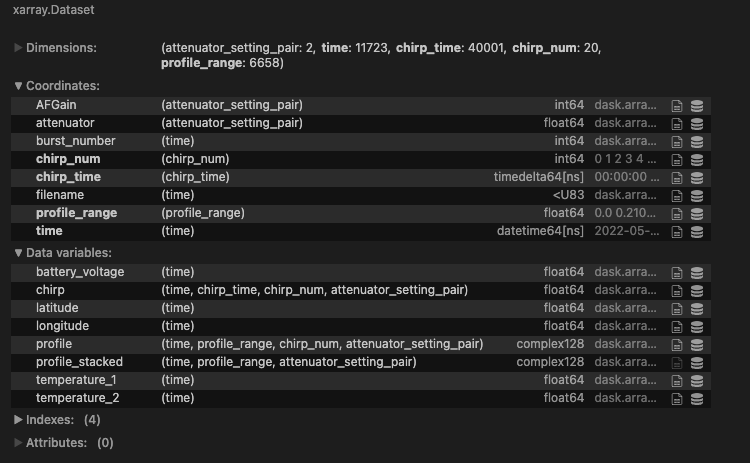 xarray.Dataset
► Dimensions: (attenuator_setting_pair: 2, time: 11723, chirp_time: 40001, chirp_num: 20,
profile_range: 6658)
▼ Coordinates:
AFGain (attenuator_setting_pair) int64 dask.arra...
attenuator (attenuator_setting_pair) float64 dask.arra...
burst_number (time) int64 dask.arra...
chirp_num (chirp_num) int64 0 1 2 3 4 ...
chirp_time (chirp_time) timedelta64[ns] 00:00:00 ...
filename (time) <U83 dask.arra...
profile_range (profile_range) float64 0.0 0.210...
time (time) datetime64[ns] 2022-05-...
▼ Data variables:
battery_voltage (time) float64 dask.arra...
chirp (time, chirp_time, chirp_num, attenuator_setting_pair) float64 dask.arra...
latitude (time) float64 dask.arra...
longitude (time) float64 dask.arra...
profile (time, profile_range, chirp_num, attenuator_setting_pair) complex128 dask.arra...
profile_stacked (time, profile_range, attenuator_setting_pair) complex128 dask.arra...
temperature_1 (time) float64 dask.arra...
temperature_2 (time) float64 dask.arra...
► Indexes: (4)
► Attributes: (0)